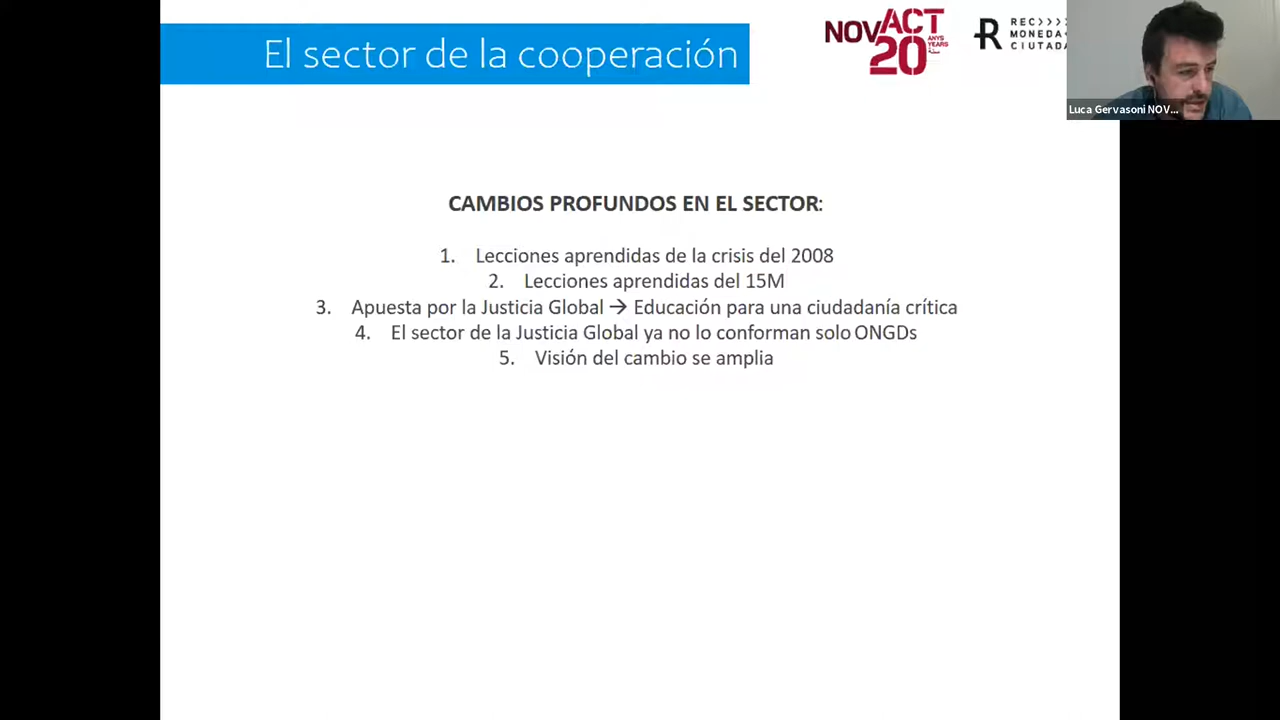 El sector de la cooperación
NOVACT
20
ANYS
YEARS
REC>>>>
MONEDA
CIUTADA
Luca Gervasoni NOV...
CAMBIOS PROFUNDOS EN EL SECTOR:
1. Lecciones aprendidas de la crisis del 2008
2. Lecciones aprendidas del 15M
3. Apuesta por la Justicia Global → Educación para una ciudadanía crítica
4. El sector de la Justicia Global ya no lo conforman solo ONGDs
5. Visión del cambio se amplia